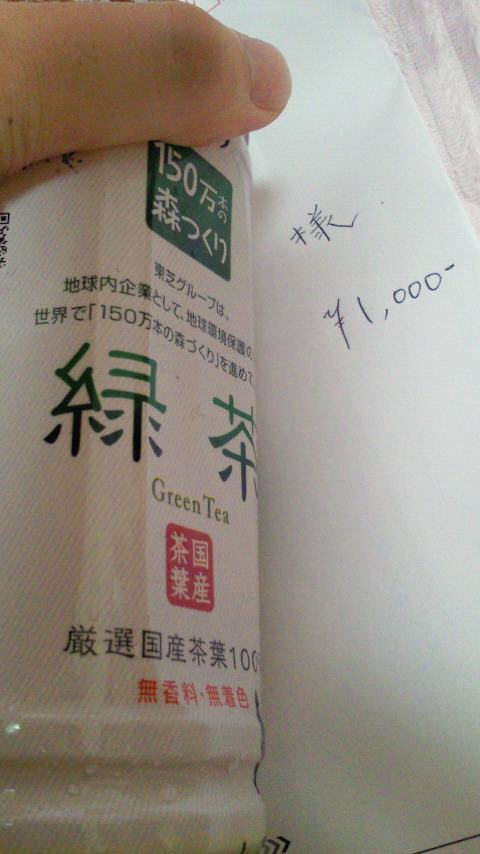 150万本の
森づくり
東芝グループは、
地球内企業として、地球環境保護の
世界で「150万本の森づくり」を進めて
緑茶
GreenTea
国産
茶葉
厳選国産茶葉100
無香料・無着色
様
¥1,000-